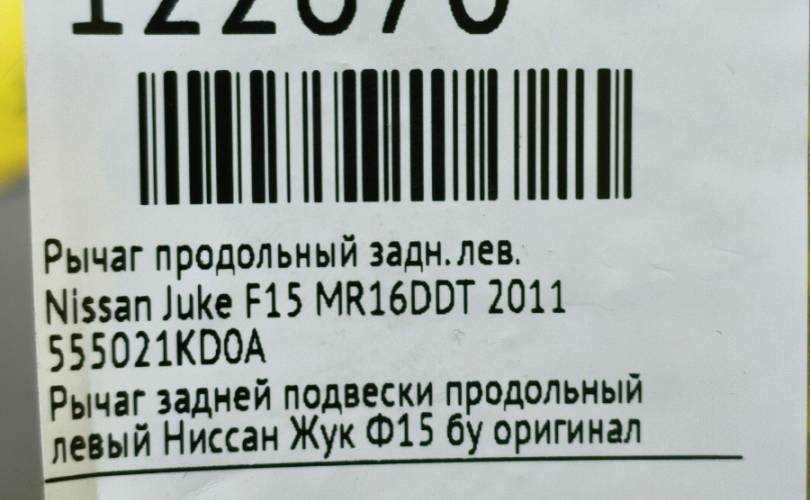 122670
Рычаг продольный задн.лев.
Nissan Juke F15 MR16DDT 2011
555021KD0A
Рычаг задней подвески продольный
левый Ниссан Жук Ф15 бу оригинал